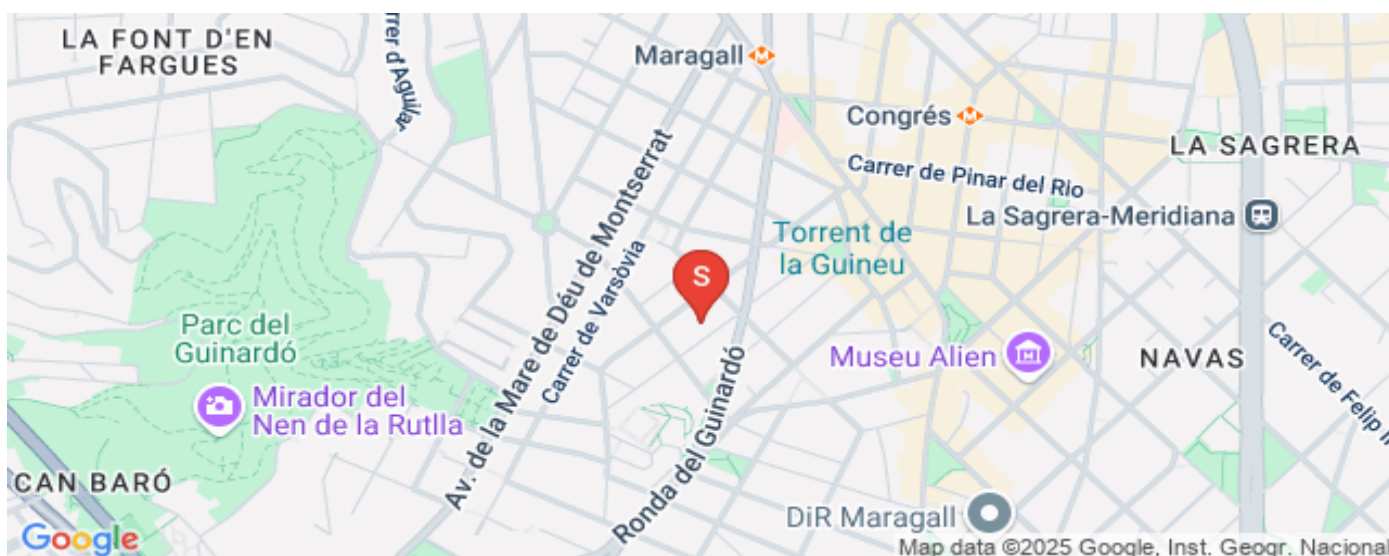 LA FONT D'EN
FARGUES
rrer d'Aguilar
Maragall
Congrés
LA SAGRERA
Carrer de Pinar del Rio
La Sagrera-Meridiana
Av. de la Mare de Déu de Montserrat
Carrer de Varsòvia
Torrent de
la Guineu
S
Parc del
Guinardó
Museu Alien
NAVAS
Carrer de Felip II
Mirador del
Nen de la Rutlla
Ronda del Guinardó
CAN BARÓ
DiR Maragall
Google
Map data ©2025 Google, Inst. Geogr. Nacional